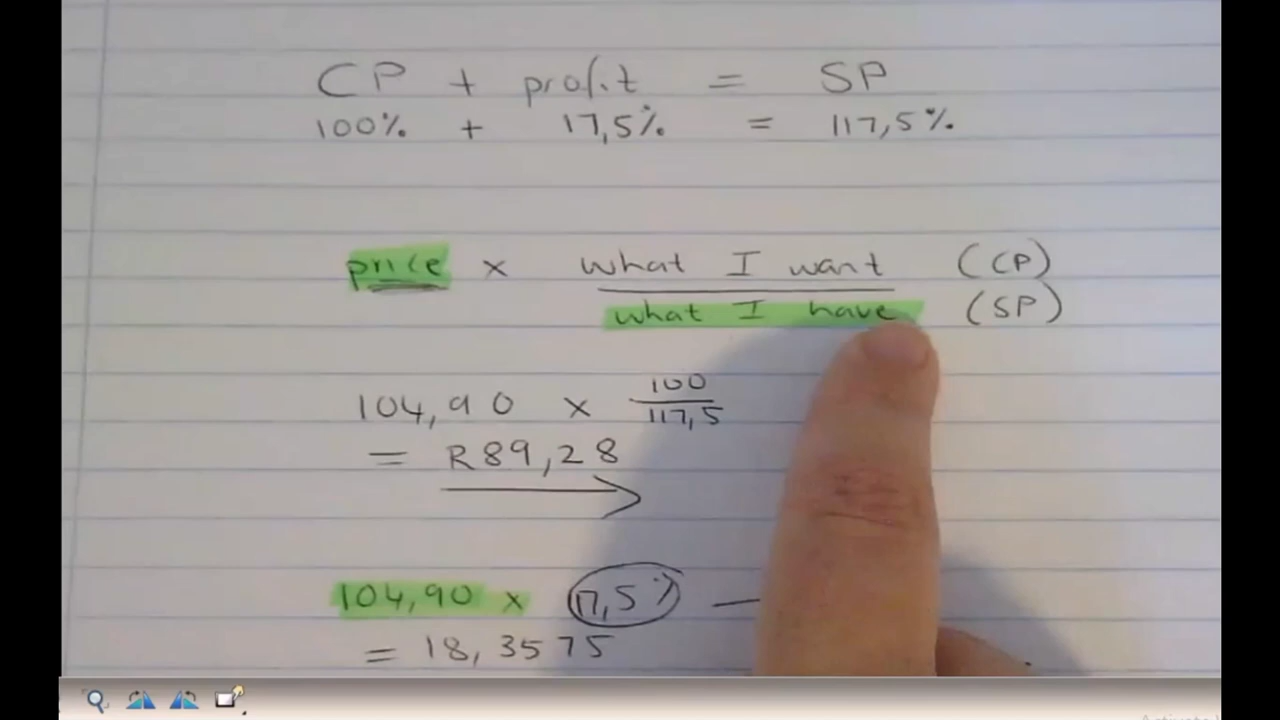 CP + profit = SP
100% + 17,5% = 117,5%
price x what I want (CP)
what I have (SP)
104,90 x 100
117,5
= R89,28
104,90 x 17,5% —
= 18,3575